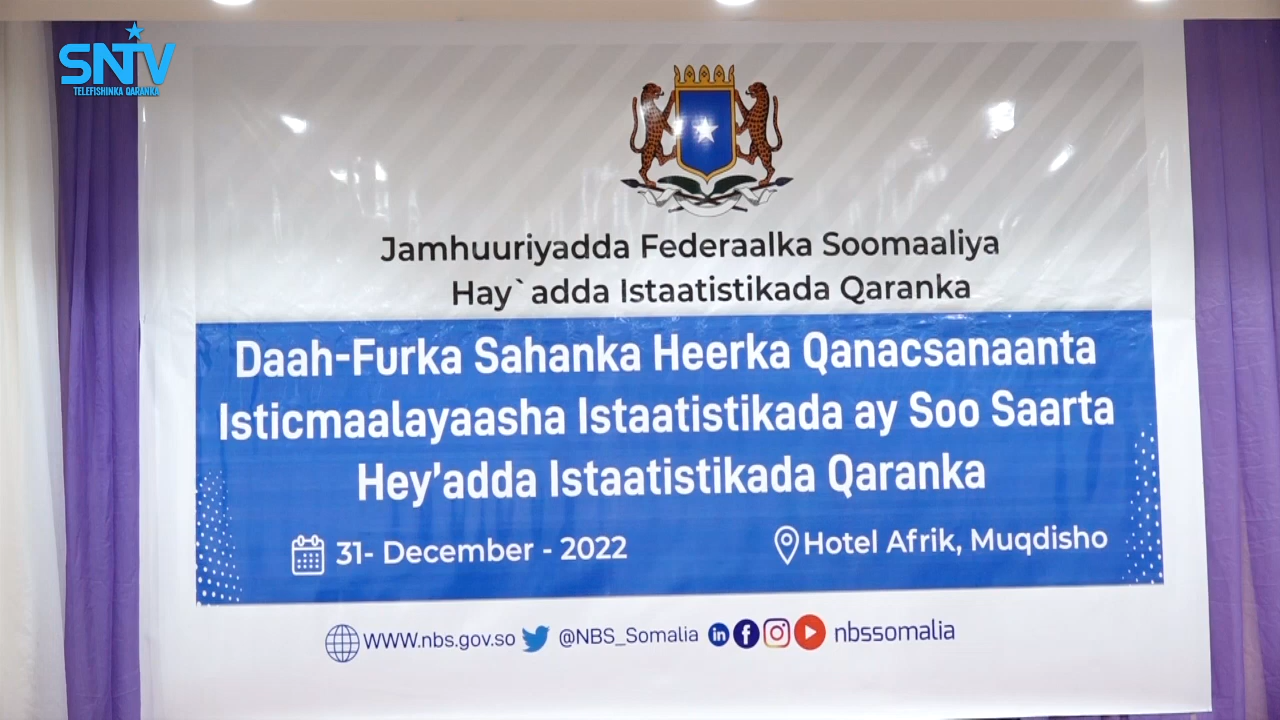 SNTV
TELEFISHINKA QARANKA
Jamhuuriyadda Federaalka Soomaaliya
Hay`adda Istaatistikada Qaranka
Daah-Furka Sahanka Heerka Qanacsanaanta
Isticmaalayaasha Istaatistikada ay Soo Saarta
Hey’adda Istaatistikada Qaranka
31- December - 2022 Hotel Afrik, Muqdisho
WWW.nbs.gov.so @NBS_Somalia in f nbssomalia